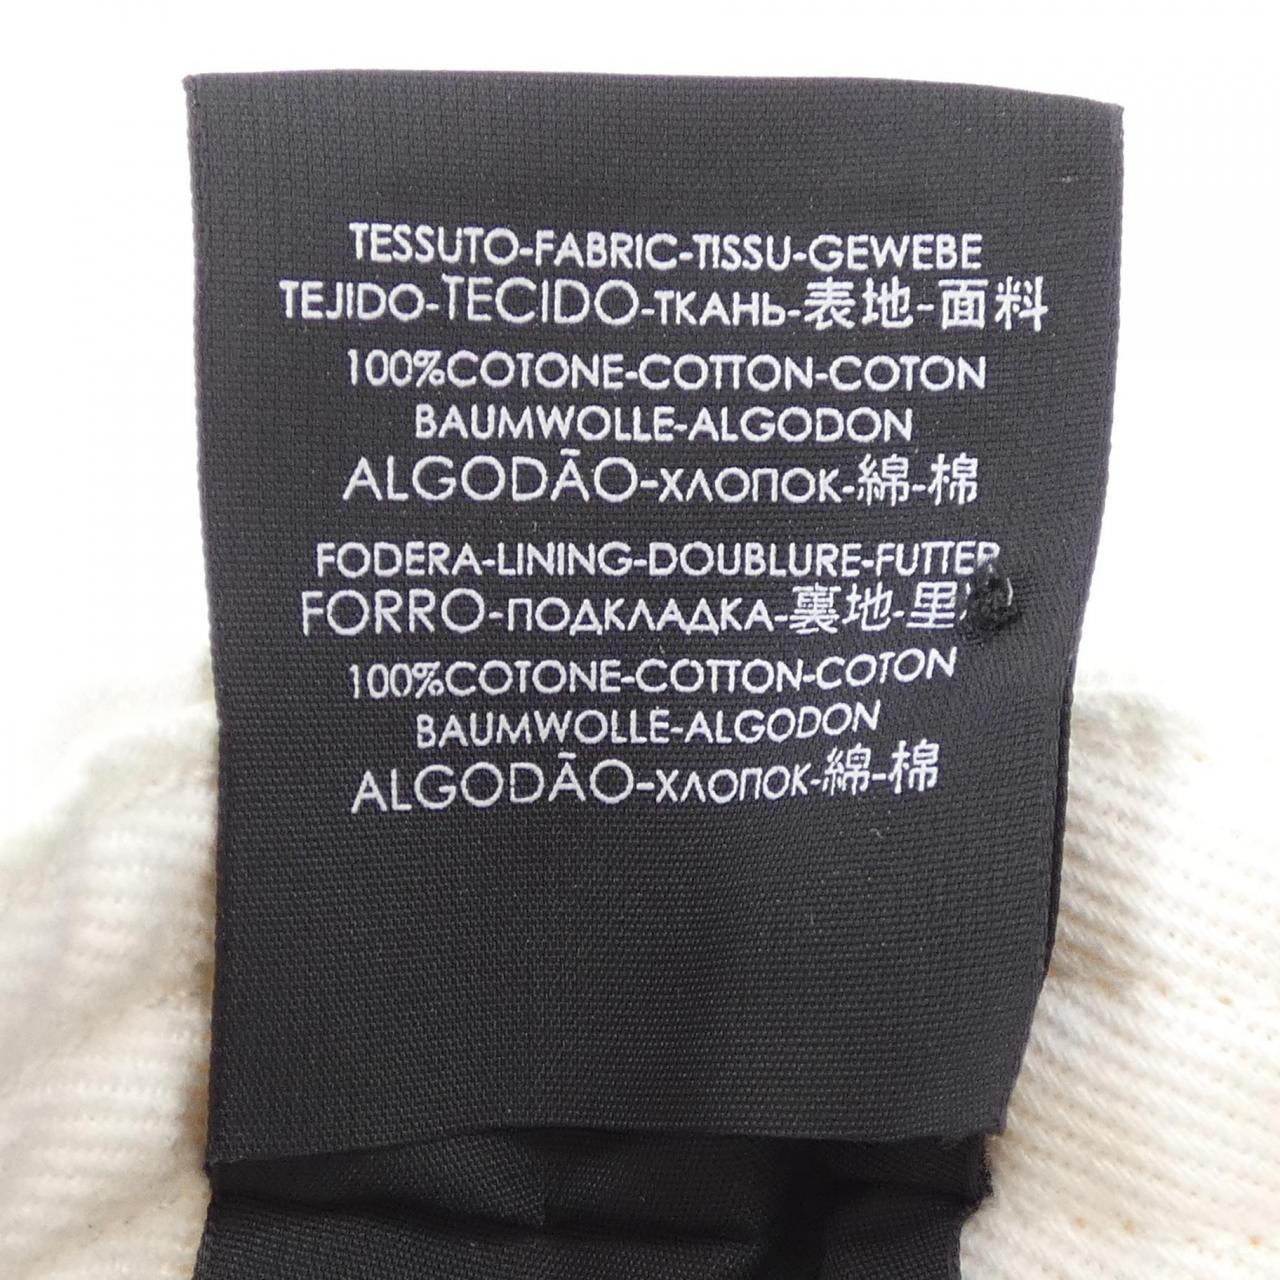 TESSUTO-FABRIC-TISSU-GEWEBE
TEJIDO-TECIDO-ТКАНЬ-表地-面料
100%COTONE-COTTON-COTON
BAUMWOLLE-ALGODON
ALGODÃO-ХЛОПОК-綿-棉
FODERA-LINING-DOUBLURE-FUTTER
FORRO-ПОДКЛАДКА-裏地-里
100%COTONE-COTTON-COTON
BAUMWOLLE-ALGODON
ALGODÃO-ХЛОПОК-綿-棉